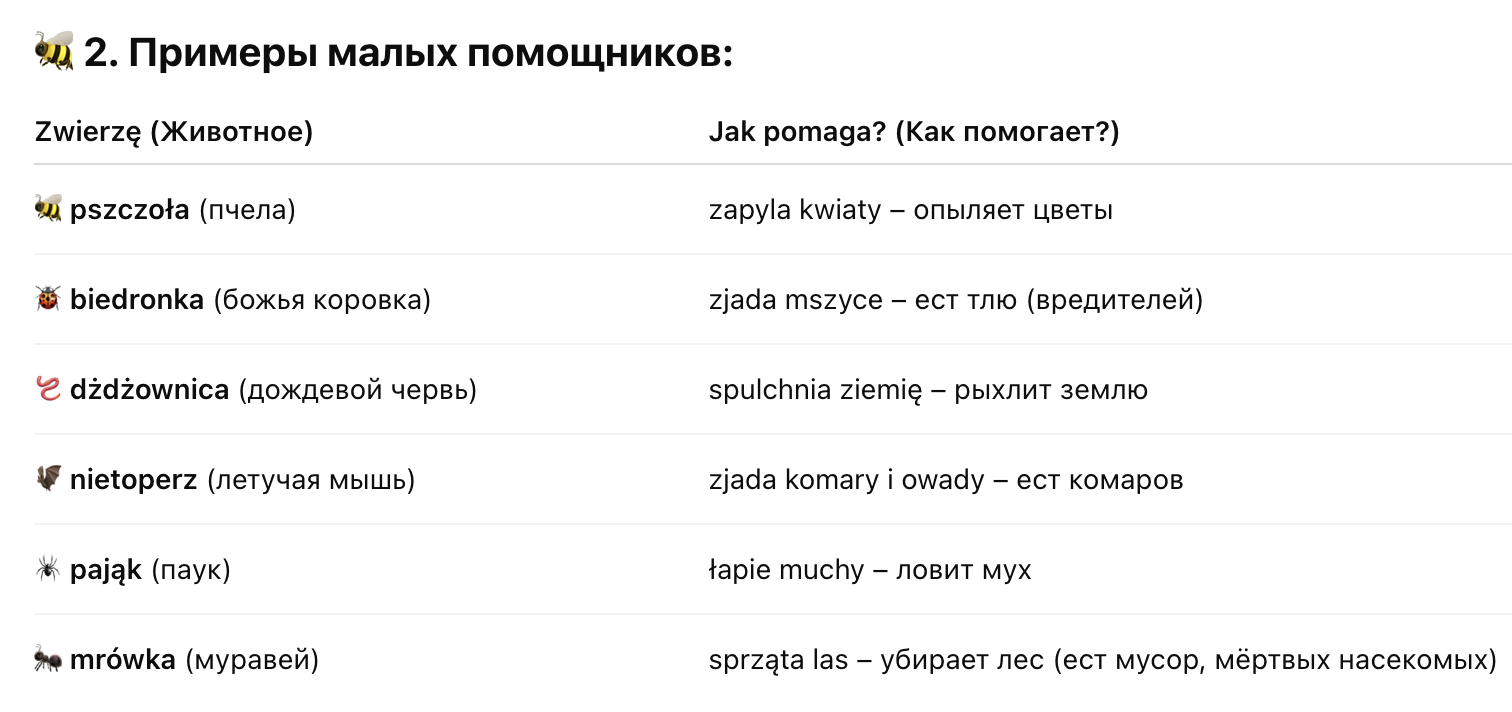 🐝 2. Примеры малых помощников:
Zwierzę (Животное) Jak pomaga? (Как помогает?)
🐝 pszczoła (пчела) zapyla kwiaty – опыляет цветы
🐞 biedronka (божья коровка) zjada mszyce – ест тлю (вредителей)
🪱 dżdżownica (дождевой червь) spulchnia ziemię – рыхлит землю
🦇 nietoperz (летучая мышь) zjada komary i owady – ест комаров
🕷 pająk (паук) łapie muchy – ловит мух
🐜 mrówka (муравей) sprząta las – убирает лес (ест мусор, мёртвых насекомых)